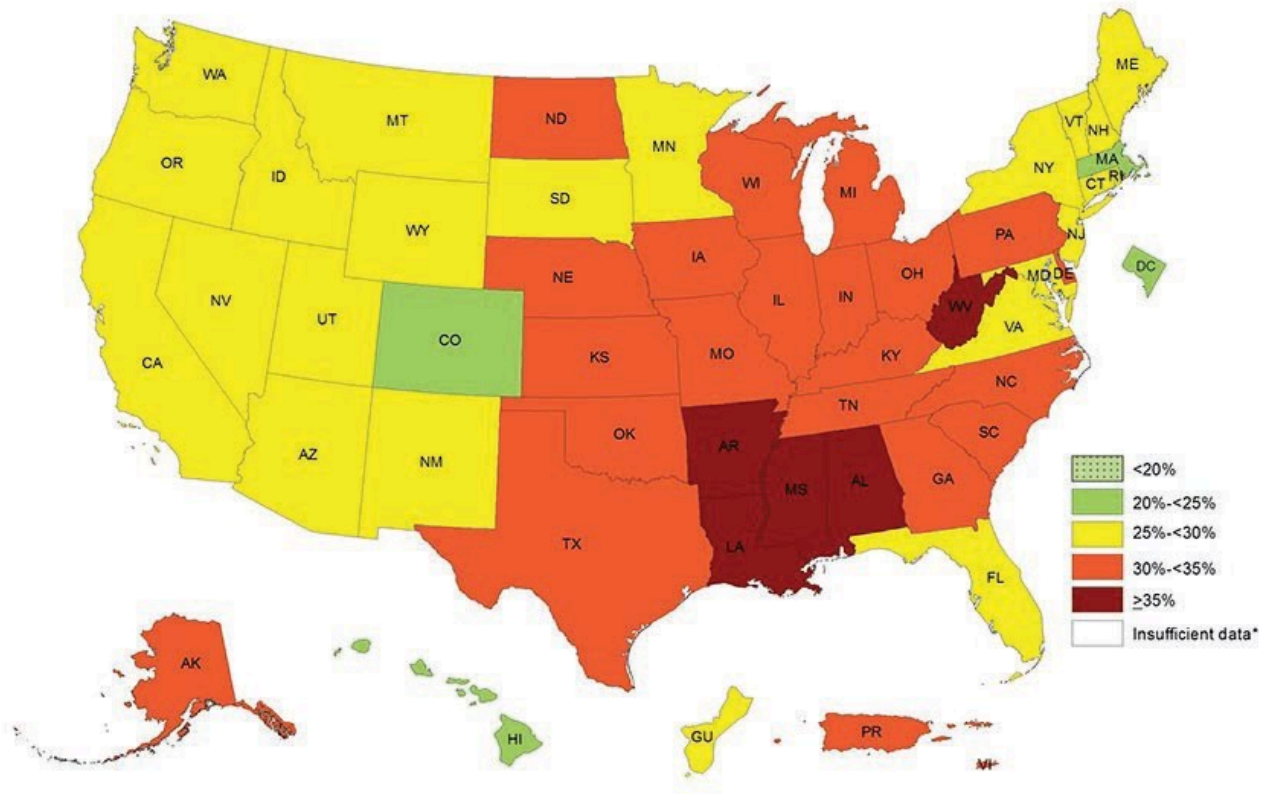 WA
MT
ND
MN
ME
VT
NH
OR
ID
SD
WI
MI
NY
MA
RI
CT
WY
NE
IA
PA
NJ
NV
UT
CO
IL
IN
OH
MD
DE
DC
WV
VA
CA
KS
MO
KY
NC
TN
AZ
NM
OK
AR
SC
MS
AL
GA
TX
LA
FL
<20%
20%-<25%
25%-<30%
30%-<35%
≥35%
Insufficient data*
AK
HI
GU
PR
VI